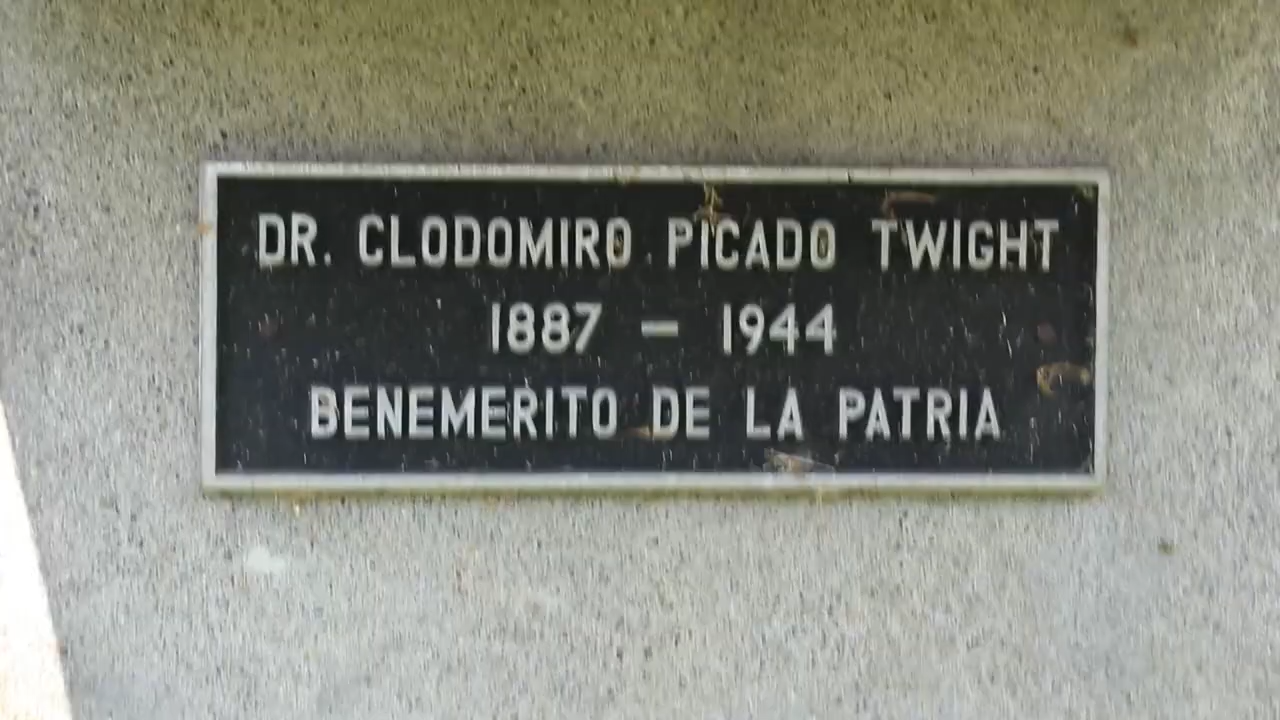 DR. CLODOMIRO PICADO TWIGHT
1887 — 1944
BENEMERITO DE LA PATRIA